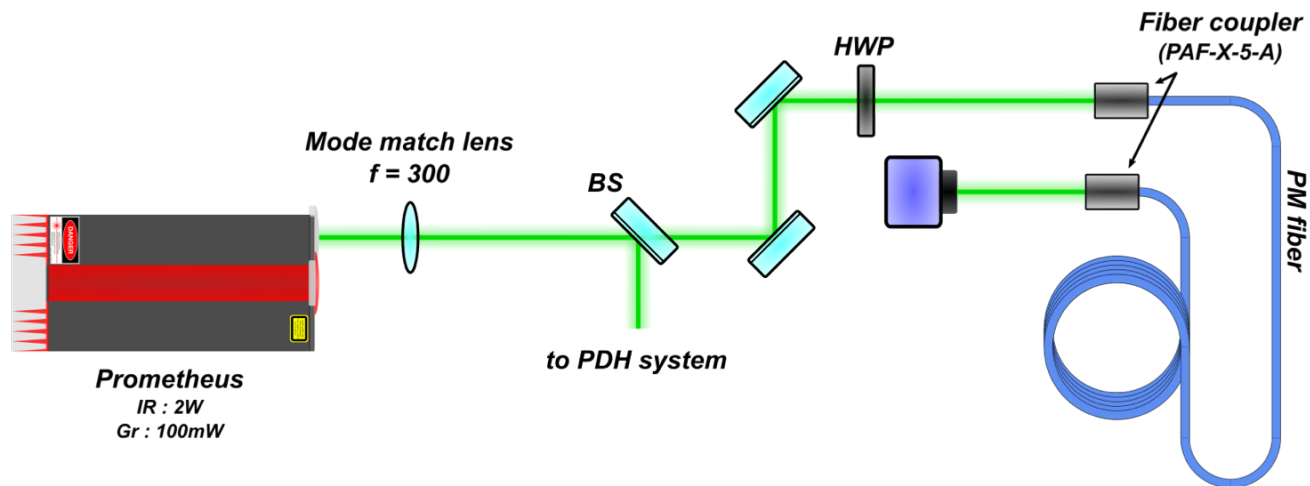 Fiber coupler
(PAF-X-5-A)
HWP
Mode match lens
f = 300
BS
PM fiber
DANGER
to PDH system
Prometheus
IR : 2W
Gr : 100mW